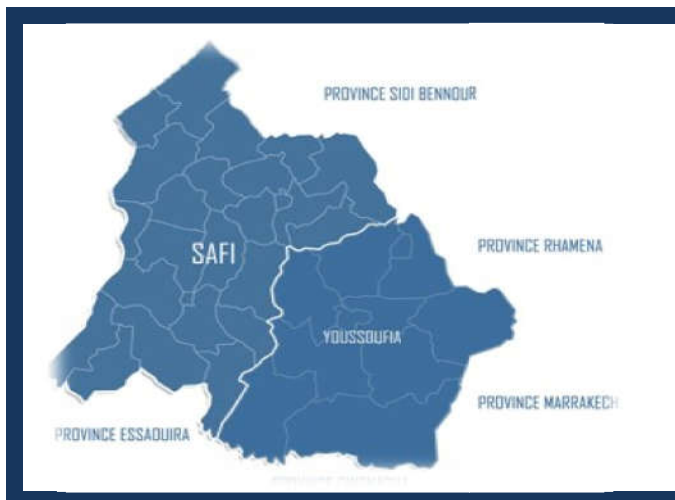 PROVINCE SIDI BENNOUR
SAFI
PROVINCE RHAMENA
YOUSSOUFIA
PROVINCE MARRAKECH
PROVINCE ESSAOUIRA